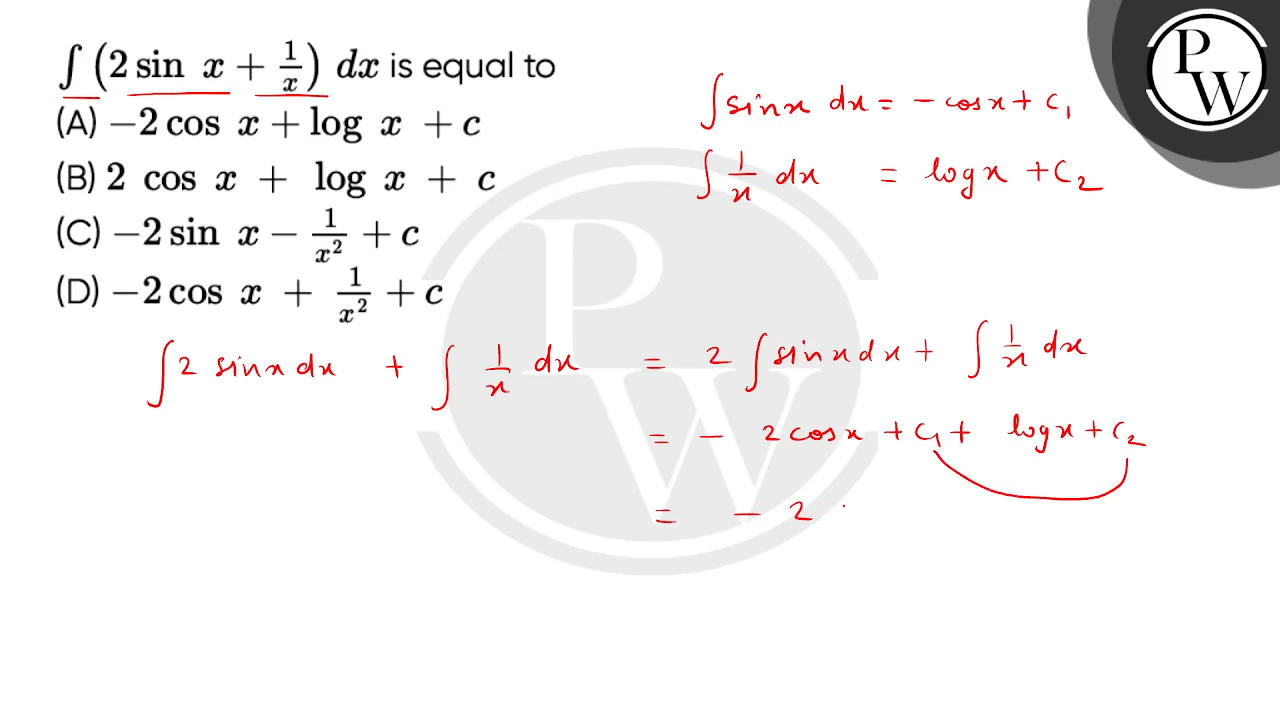 ∫ (2 sin x + 1/x) dx is equal to
(A) −2 cos x + log x + c
(B) 2 cos x + log x + c
(C) −2 sin x − 1/x² + c
(D) −2 cos x + 1/x² + c
PW
∫ sin x dx = − cos x + C₁
∫ 1/x dx = log x + C₂
∫ 2 sin x dx + ∫ 1/x dx = 2 ∫ sin x dx + ∫ 1/x dx
= − 2 cos x + C₁ + log x + C₂
= − 2
PW